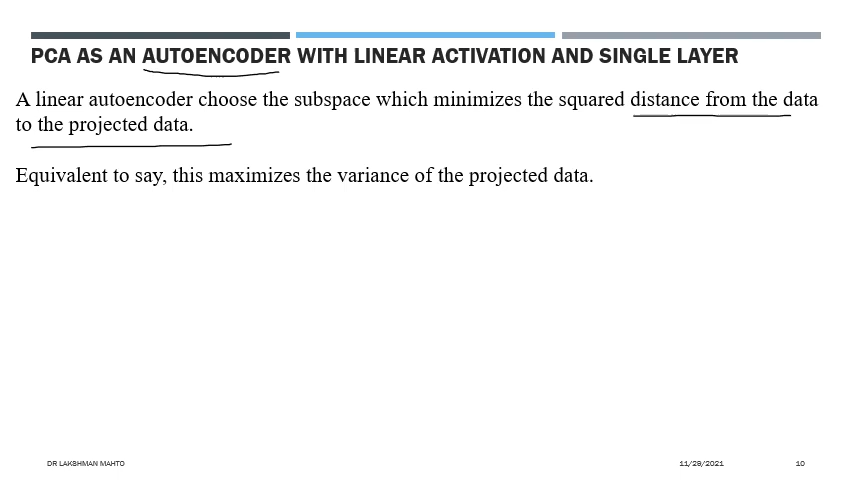 PCA AS AN AUTOENCODER WITH LINEAR ACTIVATION AND SINGLE LAYER
A linear autoencoder choose the subspace which minimizes the squared distance from the data
to the projected data.
Equivalent to say, this maximizes the variance of the projected data.
DR LAKSHMAN MAHTO 11/29/2021 10